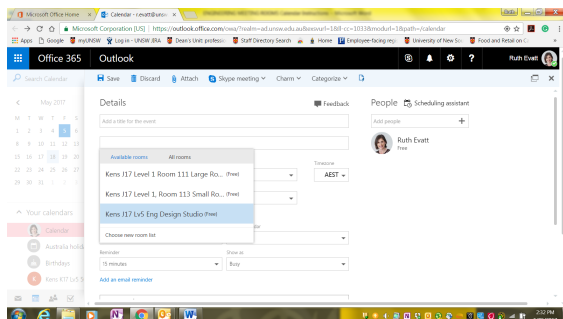 Microsoft Office Home
Calendar - r.evatt@unsw
Microsoft Corporation [US] | https://outlook.office.com/owa/?realm=ad.unsw.edu.au&exsvurl=1&ll-cc=1033&modurl=1&path=/calendar
Apps Google myUNSW Log in - UNSW JIRA Dean's Unit professio Staff Directory Search Home Employee-facing regi University of New Sou Food and Retail on Ca
Office 365 Outlook ? Ruth Evatt
Search Calendar Save Discard Attach Skype meeting Charm Categorize
May 2017 Details Feedback People Scheduling assistant
M T W T F S S
Add a title for the event Add people
1 2 3 4 5 6
8 9 10 11 12 13
15 16 17 18 19 20
22 23 24 25 26 27
29 30 31
Ruth Evatt
Free
Available rooms All rooms
Timezone
Kens J17 Level 1 Room 111 Large Ro... (Free) AEST
Kens J17 Level 1, Room 113 Small Ro... (Free)
Kens J17 Lv5 Eng Design Studio (Free)
Choose new room list
Your calendars
Calendar
Australia holid
Birthdays
Kens K17 Lv5 S
K
Reminder Show as
15 minutes Busy
Add an email reminder
2:32 PM